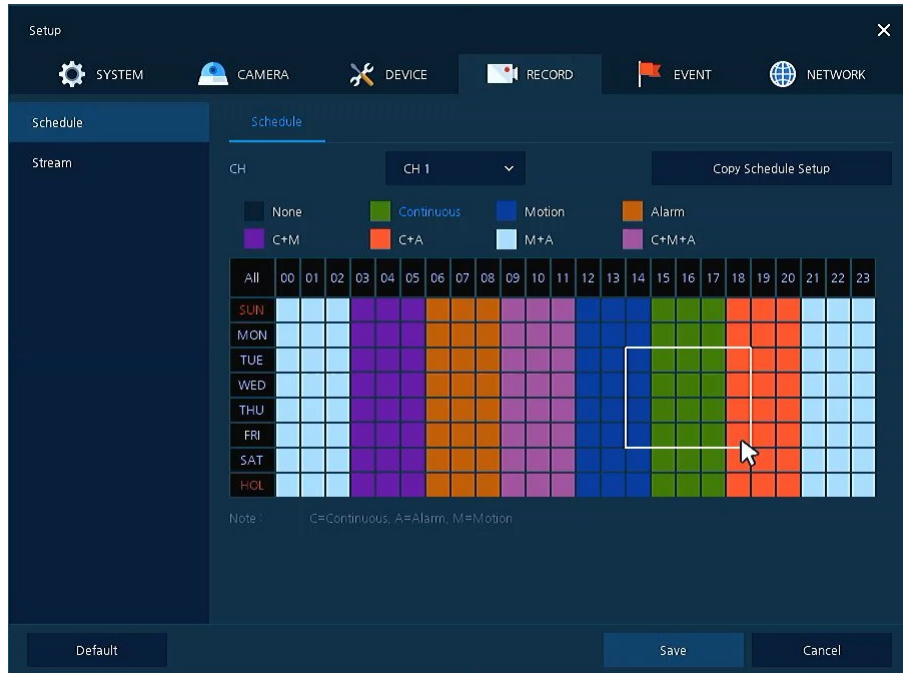 Setup
SYSTEM CAMERA DEVICE RECORD EVENT NETWORK
Schedule
Stream
Schedule
CH CH 1 Copy Schedule Setup
None Continuous Motion Alarm
C+M C+A M+A C+M+A
All 00 01 02 03 04 05 06 07 08 09 10 11 12 13 14 15 16 17 18 19 20 21 22 23
SUN
MON
TUE
WED
THU
FRI
SAT
HOL
Note : C=Continuous, A=Alarm, M=Motion
Default Save Cancel